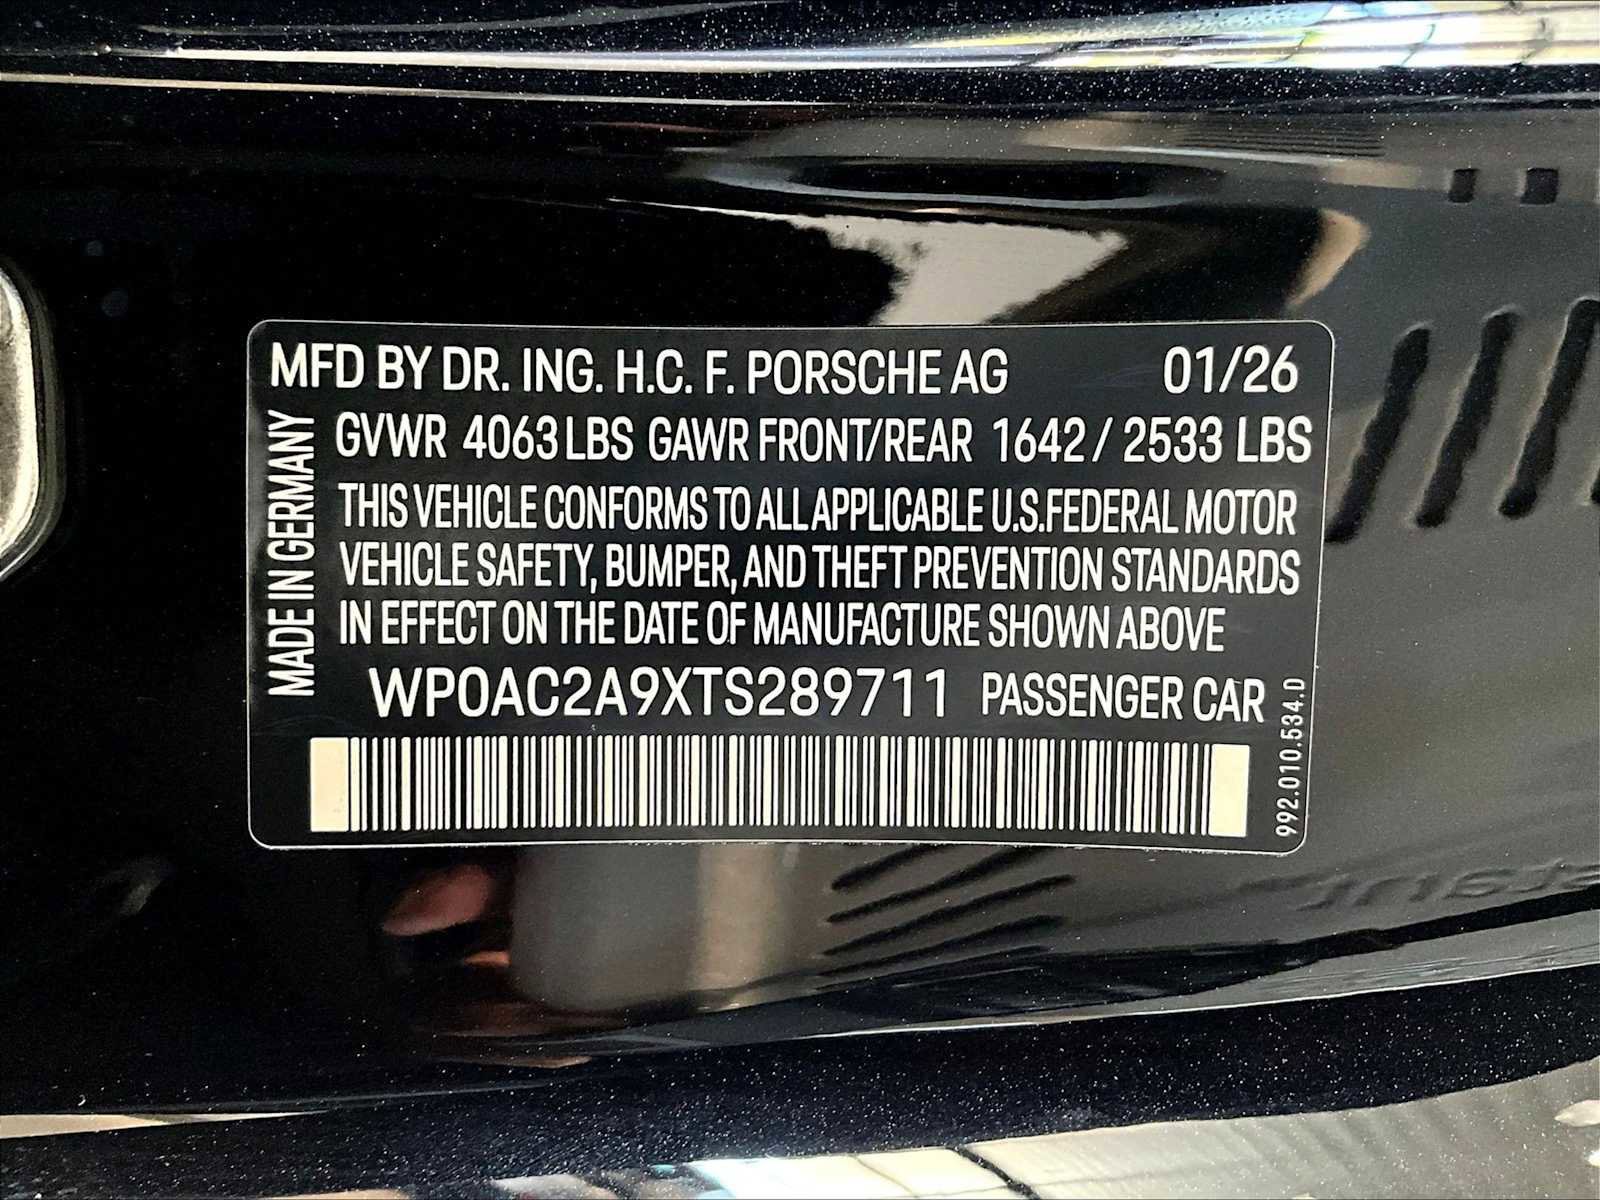 MFD BY DR. ING. H.C. F. PORSCHE AG 01/26
GVWR 4063 LBS GAWR FRONT/REAR 1642 / 2533 LBS
THIS VEHICLE CONFORMS TO ALL APPLICABLE U.S.FEDERAL MOTOR
VEHICLE SAFETY, BUMPER, AND THEFT PREVENTION STANDARDS
IN EFFECT ON THE DATE OF MANUFACTURE SHOWN ABOVE
WP0AC2A9XTS289711 PASSENGER CAR
MADE IN GERMANY
992.010.534.D